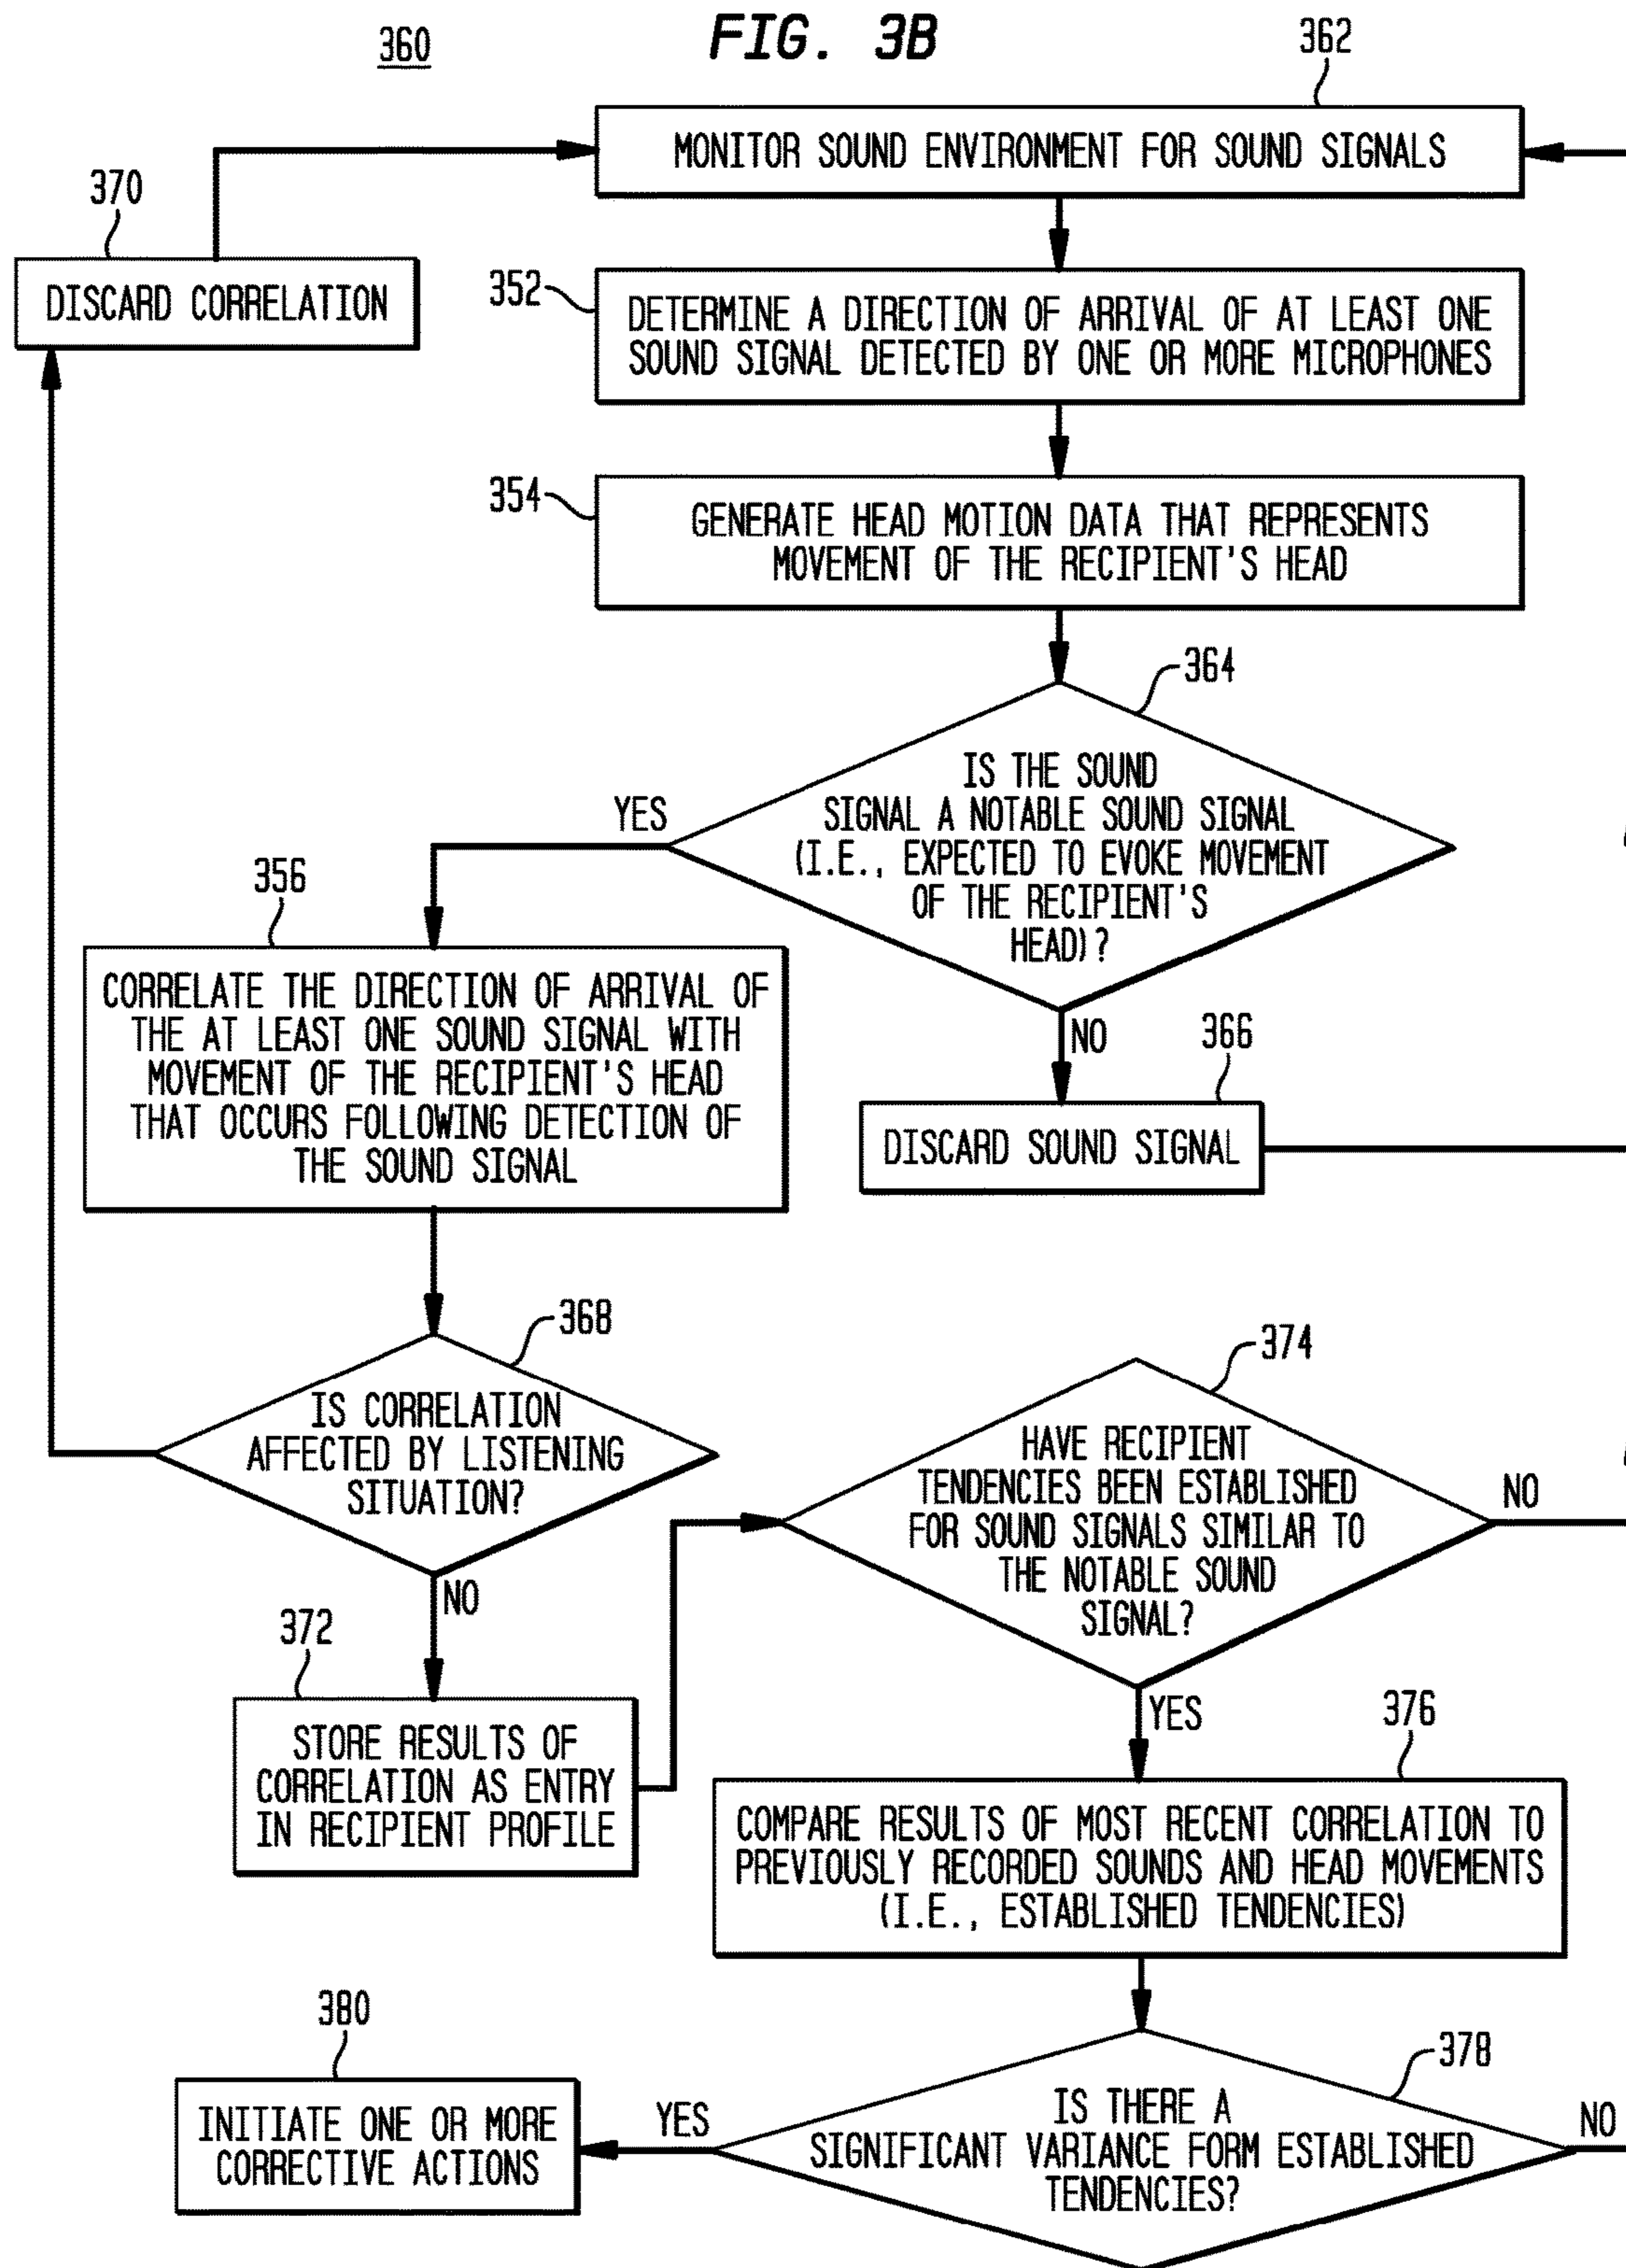 360
FIG. 3B
362
MONITOR SOUND ENVIRONMENT FOR SOUND SIGNALS
370
DISCARD CORRELATION
352
DETERMINE A DIRECTION OF ARRIVAL OF AT LEAST ONE
SOUND SIGNAL DETECTED BY ONE OR MORE MICROPHONES
354
GENERATE HEAD MOTION DATA THAT REPRESENTS
MOVEMENT OF THE RECIPIENT'S HEAD
364
IS THE SOUND
SIGNAL A NOTABLE SOUND SIGNAL
(I.E., EXPECTED TO EVOKE MOVEMENT
OF THE RECIPIENT'S
HEAD)?
YES
NO
356
CORRELATE THE DIRECTION OF ARRIVAL OF
THE AT LEAST ONE SOUND SIGNAL WITH
MOVEMENT OF THE RECIPIENT'S HEAD
THAT OCCURS FOLLOWING DETECTION OF
THE SOUND SIGNAL
366
DISCARD SOUND SIGNAL
368
IS CORRELATION
AFFECTED BY LISTENING
SITUATION?
NO
372
STORE RESULTS OF
CORRELATION AS ENTRY
IN RECIPIENT PROFILE
374
HAVE RECIPIENT
TENDENCIES BEEN ESTABLISHED
FOR SOUND SIGNALS SIMILAR TO
THE NOTABLE SOUND
SIGNAL?
NO
YES
376
COMPARE RESULTS OF MOST RECENT CORRELATION TO
PREVIOUSLY RECORDED SOUNDS AND HEAD MOVEMENTS
(I.E., ESTABLISHED TENDENCIES)
378
IS THERE A
SIGNIFICANT VARIANCE FORM ESTABLISHED
TENDENCIES?
YES
NO
380
INITIATE ONE OR MORE
CORRECTIVE ACTIONS